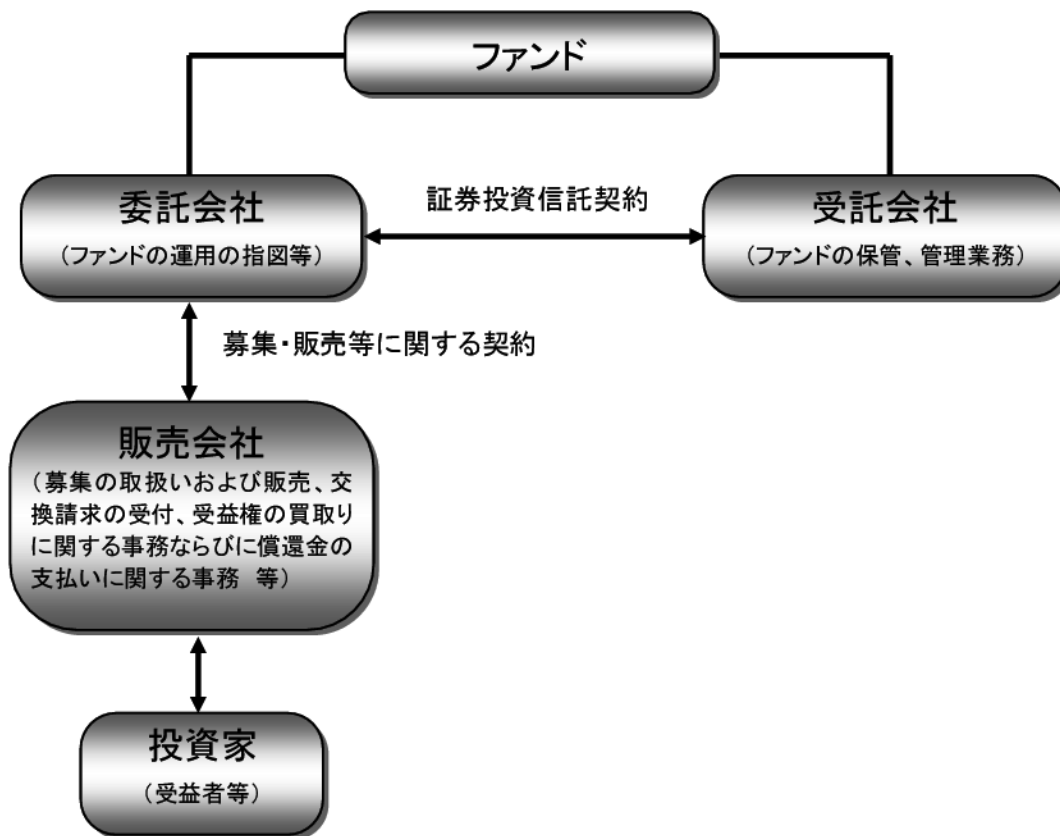 ファンド
委託会社
（ファンドの運用の指図等）
証券投資信託契約
受託会社
（ファンドの保管、管理業務）
募集・販売等に関する契約
販売会社
（募集の取扱いおよび販売、交
換請求の受付、受益権の買取り
に関する事務ならびに償還金の
支払いに関する事務　等）
投資家
（受益者等）